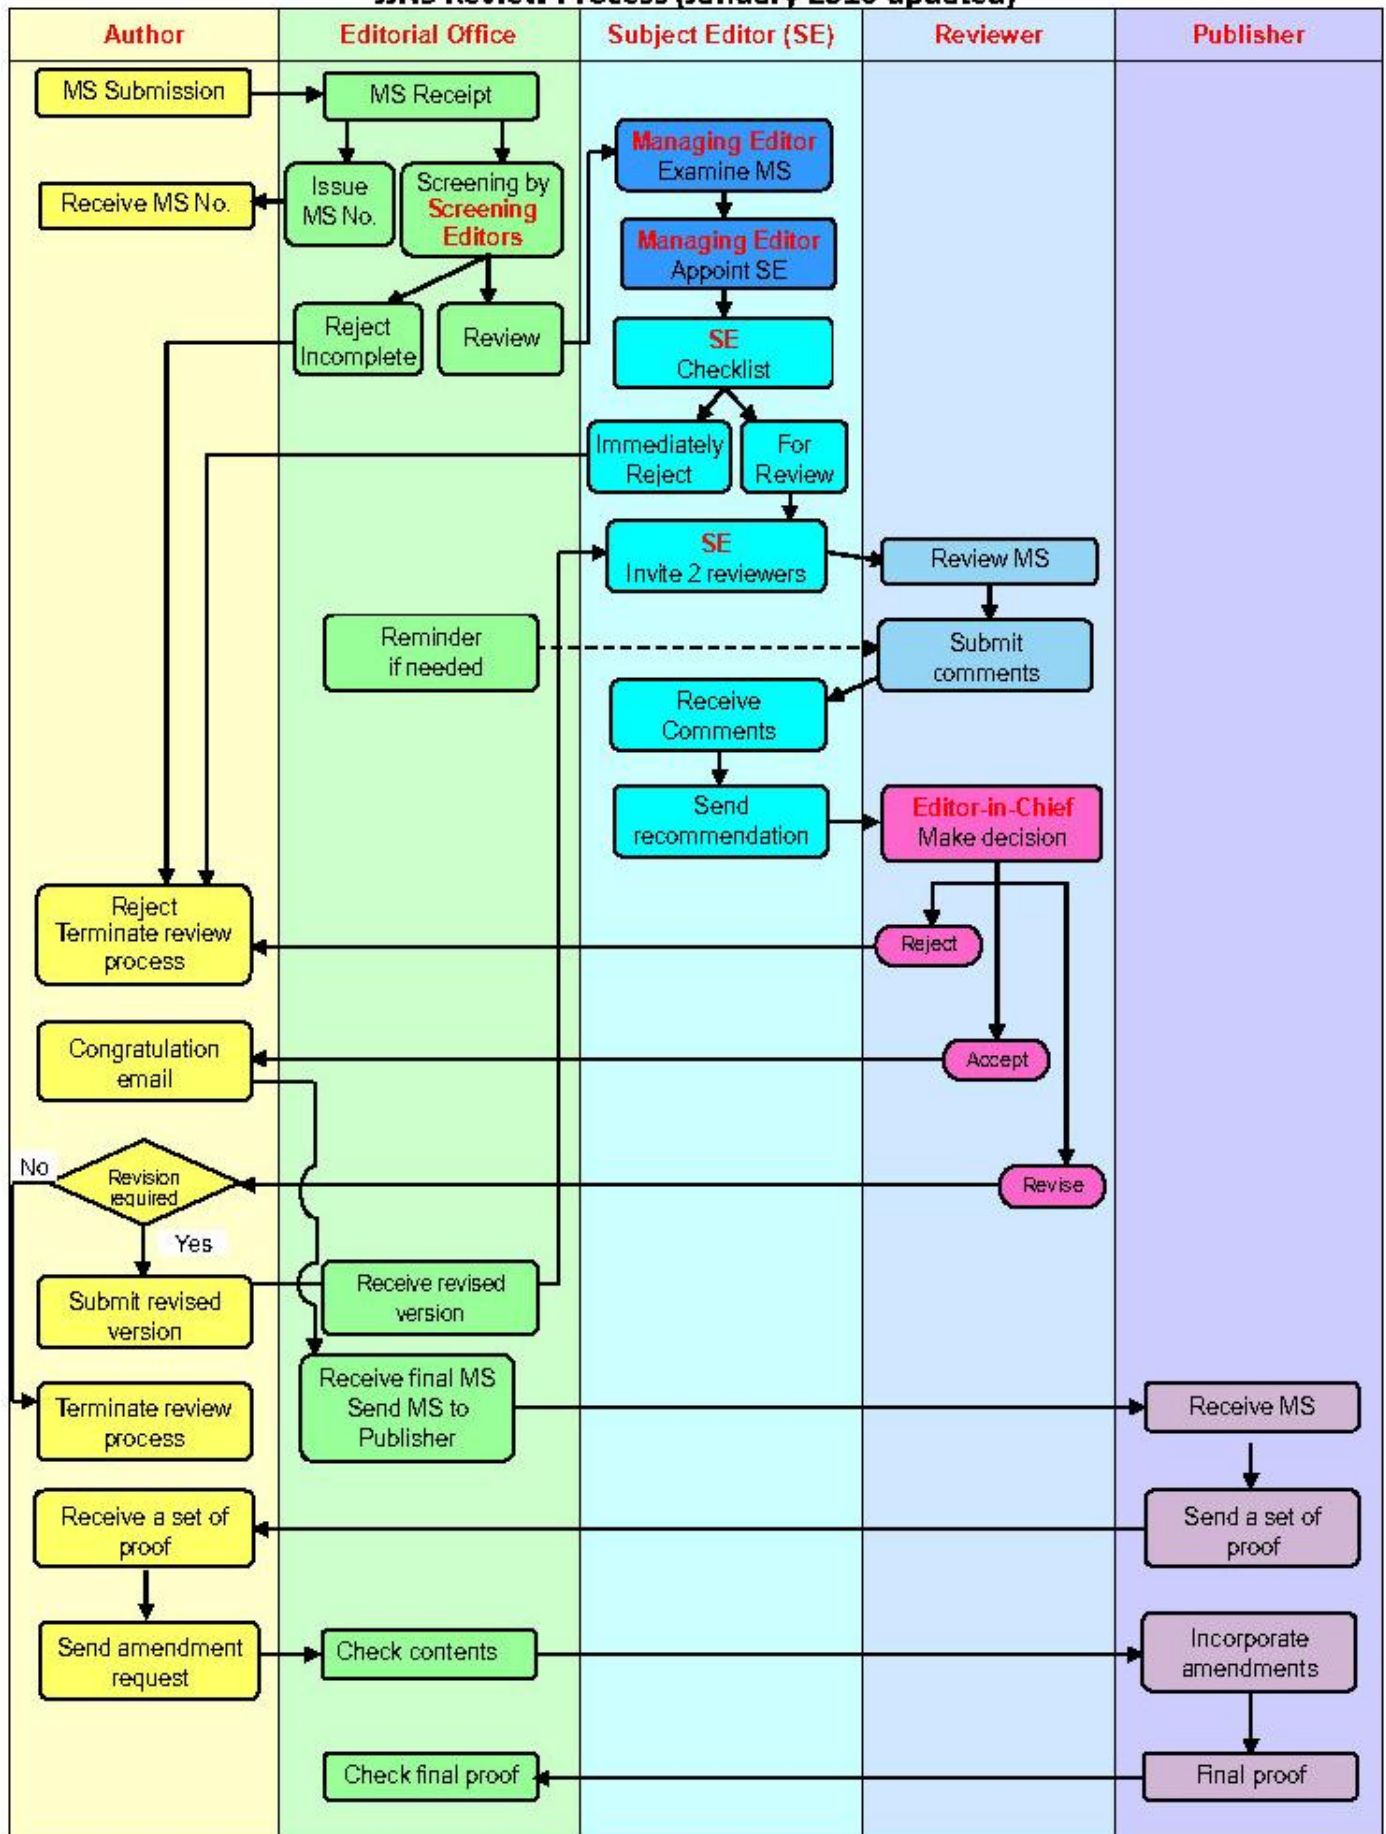 Review Process (January 2010 updated)
Author
Editorial Office
Subject Editor (SE)
Reviewer
Publisher
MS Submission
MS Receipt
Managing Editor
Examine MS
Issue
MS No.
Screening by
Screening
Editors
Receive MS No.
Managing Editor
Appoint SE
Reject
Incomplete
Review
SE
Checklist
Immediately
Reject
For
Review
SE
Invite 2 reviewers
Review MS
Reminder
if needed
Submit
comments
Receive
Comments
Send
recommendation
Editor-in-Chief
Make decision
Reject
Terminate review
process
Reject
Congratulation
email
Accept
No
Revision
required
Revise
Yes
Submit revised
version
Receive revised
version
Receive final MS
Send MS to
Publisher
Terminate review
process
Receive MS
Receive a set of
proof
Send a set of
proof
Send amendment
request
Check contents
Incorporate
amendments
Check final proof
Final proof